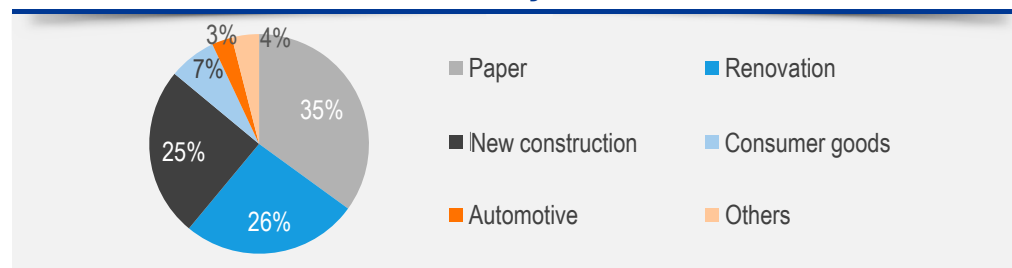 3%
4%
7%
35%
25%
26%
Paper
Renovation
New construction
Consumer goods
Automotive
Others